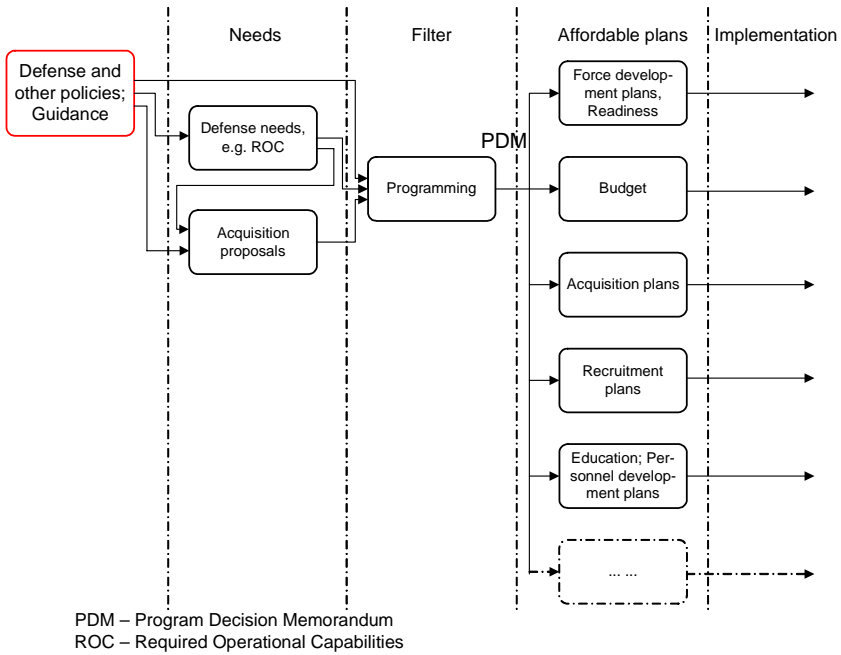 Needs
Filter
Affordable plans
Implementation
Defense and
other policies;
Guidance
Defense needs,
e.g. ROC
Acquisition
proposals
Programming
PDM
Force develop-
ment plans,
Readiness
Budget
Acquisition plans
Recruitment
plans
Education; Per-
sonnel develop-
ment plans
... ...
PDM – Program Decision Memorandum
ROC – Required Operational Capabilities